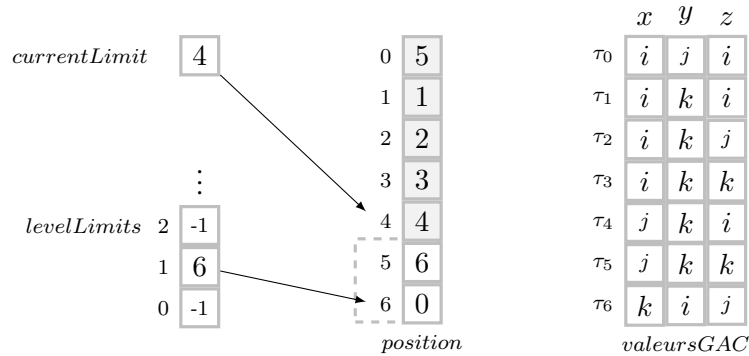 x y z
currentLimit 4 0 5 τ0 i j i
1 1 τ1 i k i
2 2 τ2 i k j
⋮ 3 3 τ3 i k k
levelLimits 2 -1 4 4 τ4 j k i
1 6 5 6 τ5 j k k
0 -1 6 0 τ6 k i j
position valeursGAC